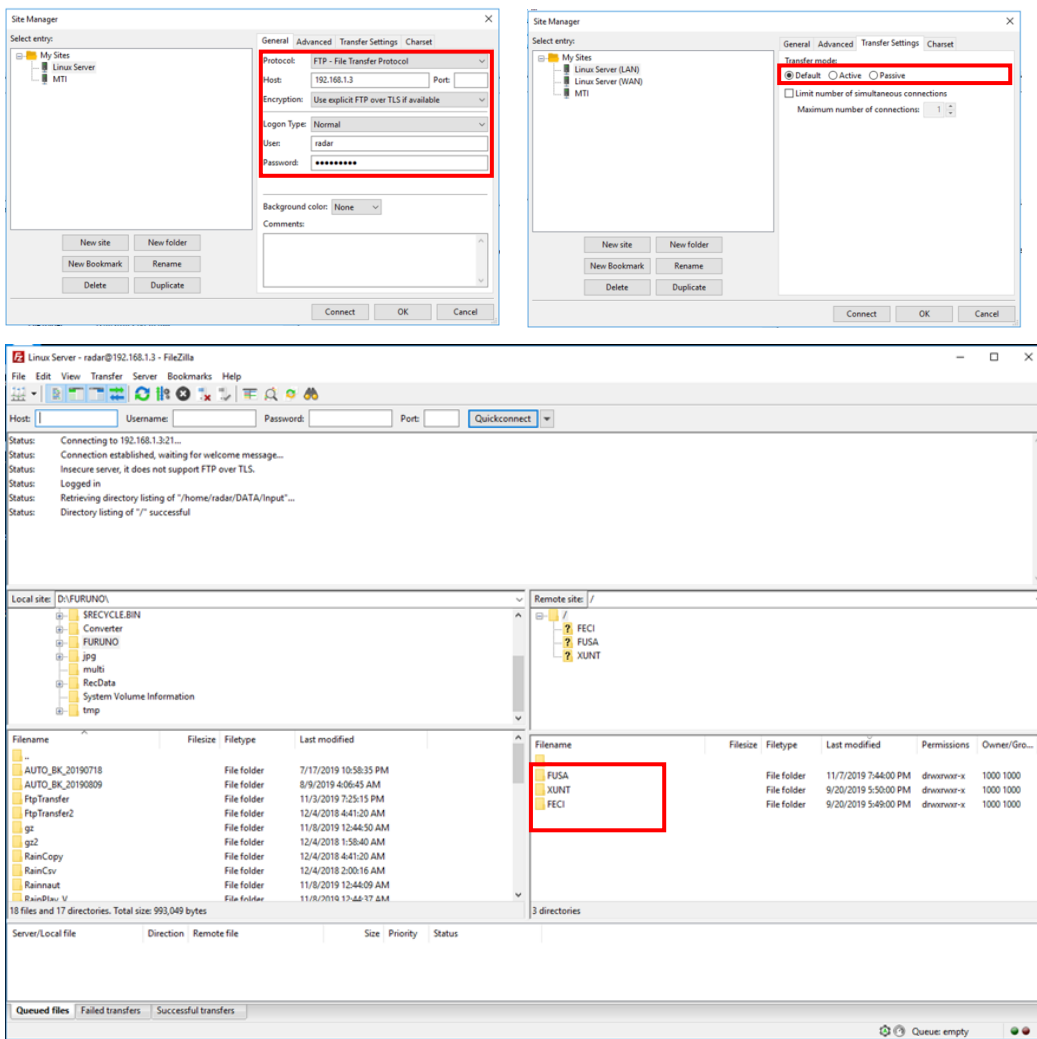 Site Manager
Select entry:
My Sites
Linux Server
MTI
New site New folder
New Bookmark Rename
Delete Duplicate
General Advanced Transfer Settings Charset
Protocol: FTP - File Transfer Protocol
Host: 192.168.1.3 Port:
Encryption: Use explicit FTP over TLS if available
Logon Type: Normal
User: radar
Password: •••••••••
Background color: None
Comments:
Connect OK Cancel
Site Manager
Select entry:
My Sites
Linux Server (LAN)
Linux Server (WAN)
MTI
New site New folder
New Bookmark Rename
Delete Duplicate
General Advanced Transfer Settings Charset
Transfer mode:
Default Active Passive
Limit number of simultaneous connections
Maximum number of connections: 1
Connect OK Cancel
Linux Server - radar@192.168.1.3 - FileZilla
File Edit View Transfer Server Bookmarks Help
Host: Username: Password: Port: Quickconnect
Status: Connecting to 192.168.1.3:21...
Status: Connection established, waiting for welcome message...
Status: Insecure server, it does not support FTP over TLS.
Status: Logged in
Status: Retrieving directory listing of "/home/radar/DATA/Input"...
Status: Directory listing of "/" successful
Local site: D:\FURUNO\
$RECYCLE.BIN
Converter
FURUNO
jpg
multi
RecData
System Volume Information
tmp
Filename Filesize Filetype Last modified
..
AUTO_BK_20190718 File folder 7/17/2019 10:58:35 PM
AUTO_BK_20190809 File folder 8/9/2019 4:06:45 AM
FtpTransfer File folder 11/3/2019 7:25:15 PM
FtpTransfer2 File folder 12/4/2018 4:41:20 AM
gz File folder 11/8/2019 12:44:50 AM
gz2 File folder 12/4/2018 1:58:40 AM
RainCopy File folder 12/4/2018 4:41:20 AM
RainCsv File folder 12/4/2018 2:00:16 AM
Rainnaut File folder 11/8/2019 12:44:09 AM
RainPlay_V File folder 11/8/2019 12:44:37 AM
18 files and 17 directories. Total size: 993,049 bytes
Remote site: /
/
FECI
FUSA
XUNT
Filename Filesize Filetype Last modified Permissions Owner/Gro...
FUSA File folder 11/7/2019 7:44:00 PM drwxrwxr-x 1000 1000
XUNT File folder 9/20/2019 5:50:00 PM drwxrwxr-x 1000 1000
FECI File folder 9/20/2019 5:49:00 PM drwxrwxr-x 1000 1000
3 directories
Server/Local file Direction Remote file Size Priority Status
Queued files Failed transfers Successful transfers
Queue: empty